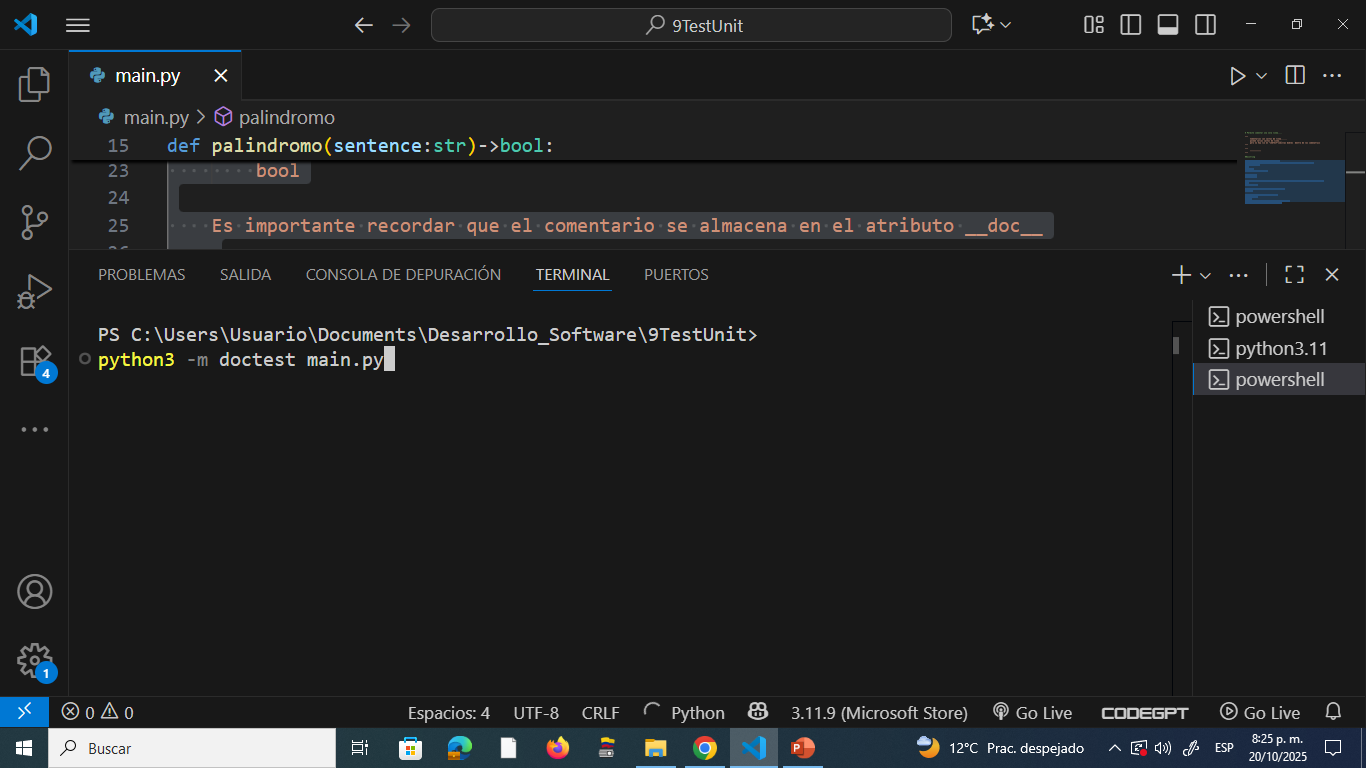 9TestUnit
main.py
main.py > palindromo
15 def palindromo(sentence:str)->bool:
23 bool
24
25 Es importante recordar que el comentario se almacena en el atributo __doc__
PROBLEMAS SALIDA CONSOLA DE DEPURACIÓN TERMINAL PUERTOS
PS C:\Users\Usuario\Documents\Desarrollo_Software\9TestUnit>
python3 -m doctest main.py
powershell
python3.11
powershell
4
1
0 0 Espacios: 4 UTF-8 CRLF Python 3.11.9 (Microsoft Store) Go Live CODEGPT Go Live
Buscar 12°C Prac. despejado ESP 8:25 p. m.
20/10/2025